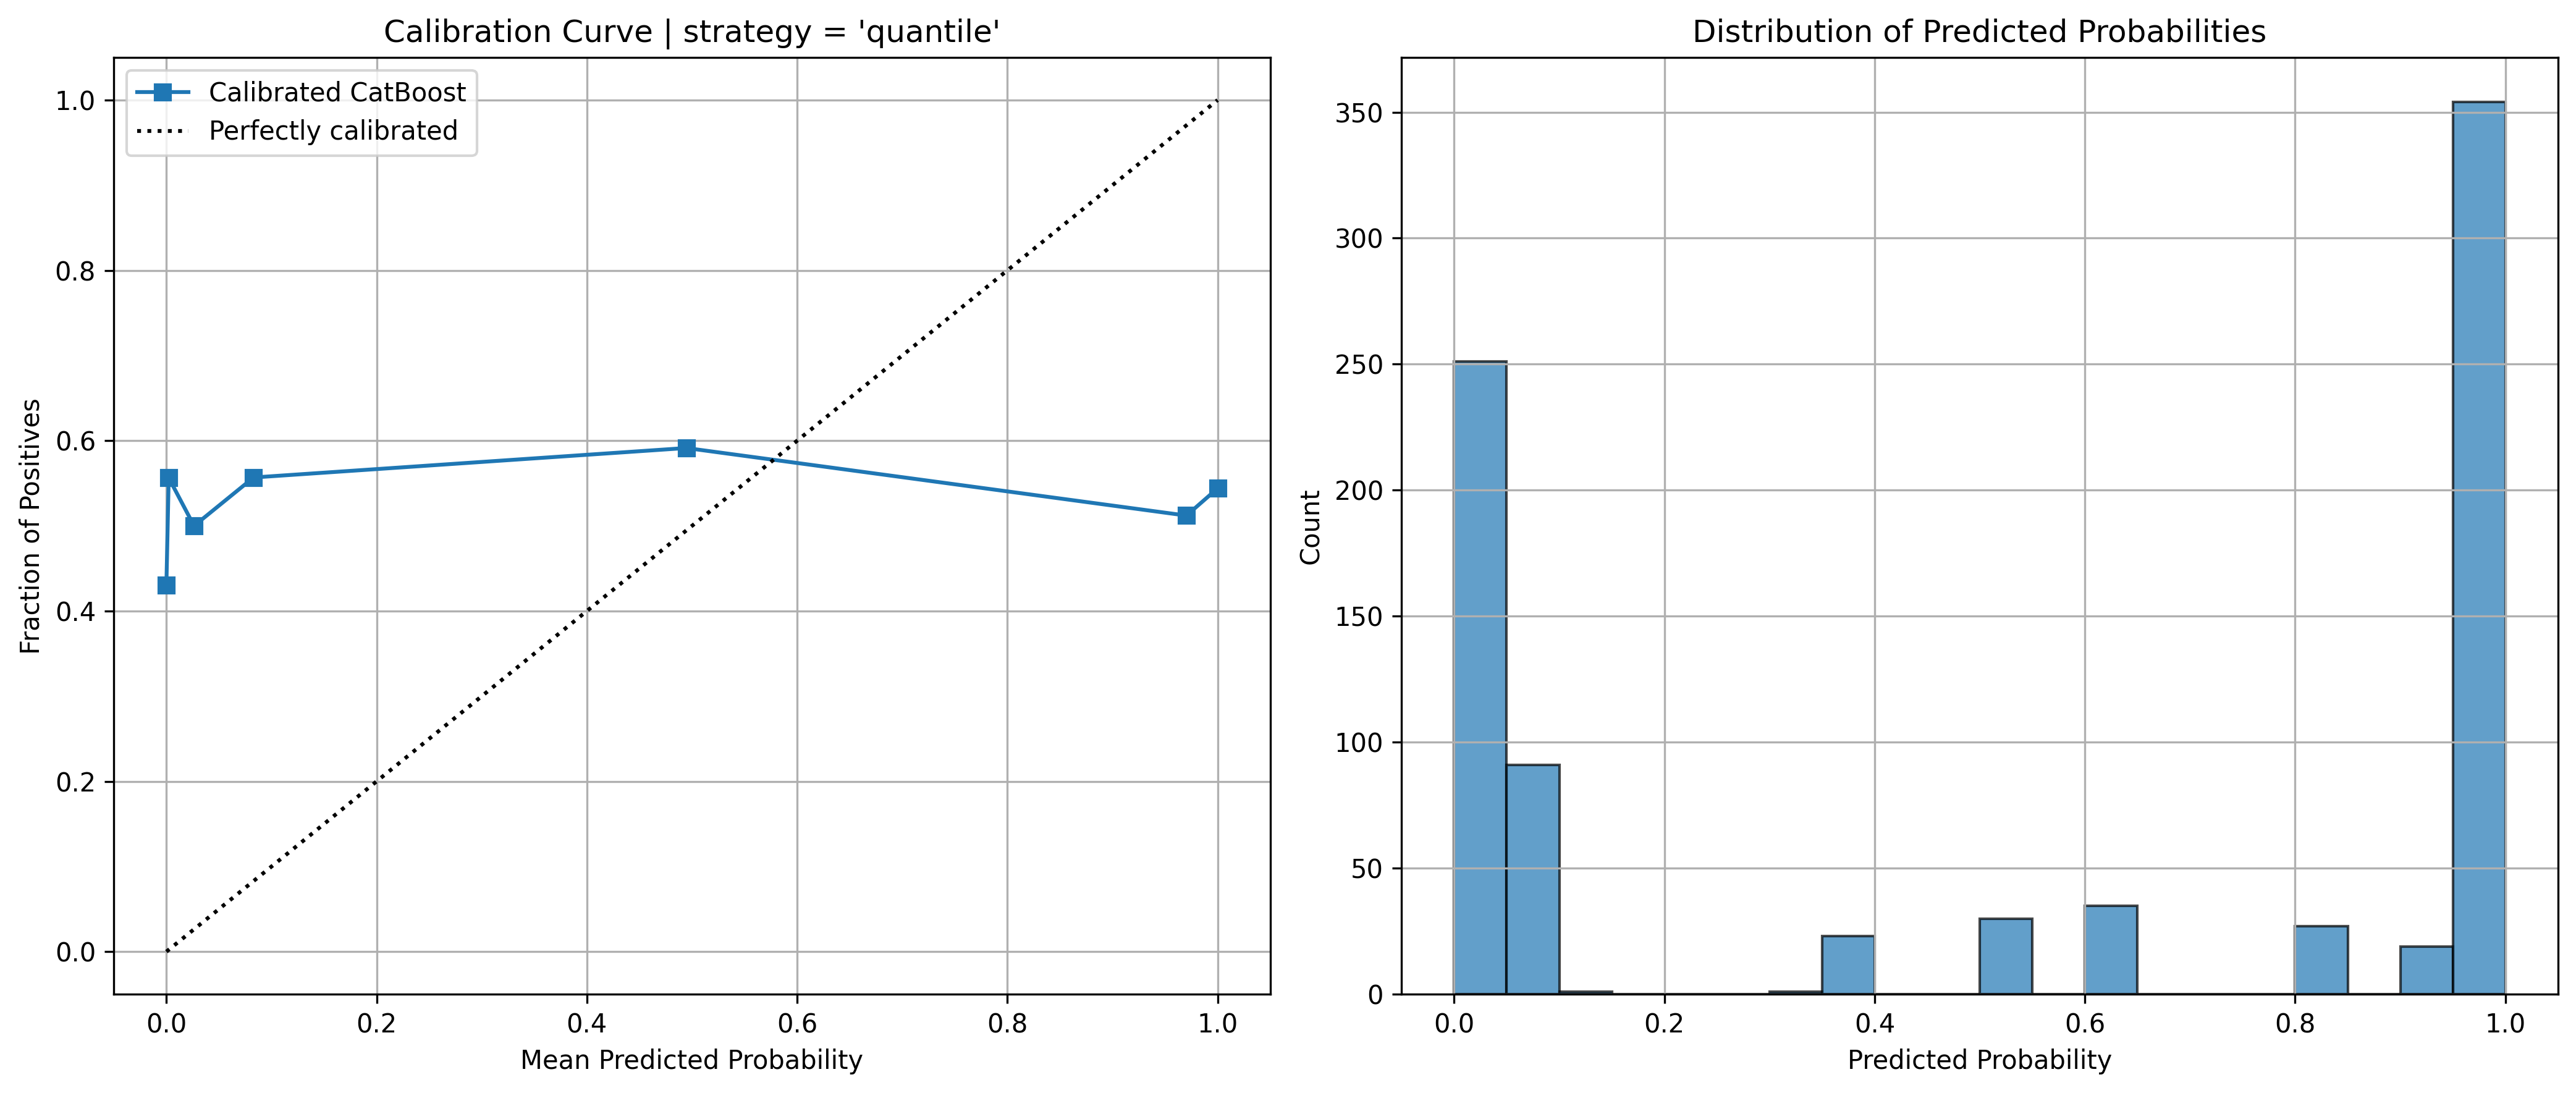 Calibration Curve | strategy = 'quantile'
Calibrated CatBoost
Perfectly calibrated
1.0
0.8
0.6
0.4
0.2
0.0
Fraction of Positives
0.0 0.2 0.4 0.6 0.8 1.0
Mean Predicted Probability
Distribution of Predicted Probabilities
350
300
250
200
150
100
50
0
Count
0.0 0.2 0.4 0.6 0.8 1.0
Predicted Probability